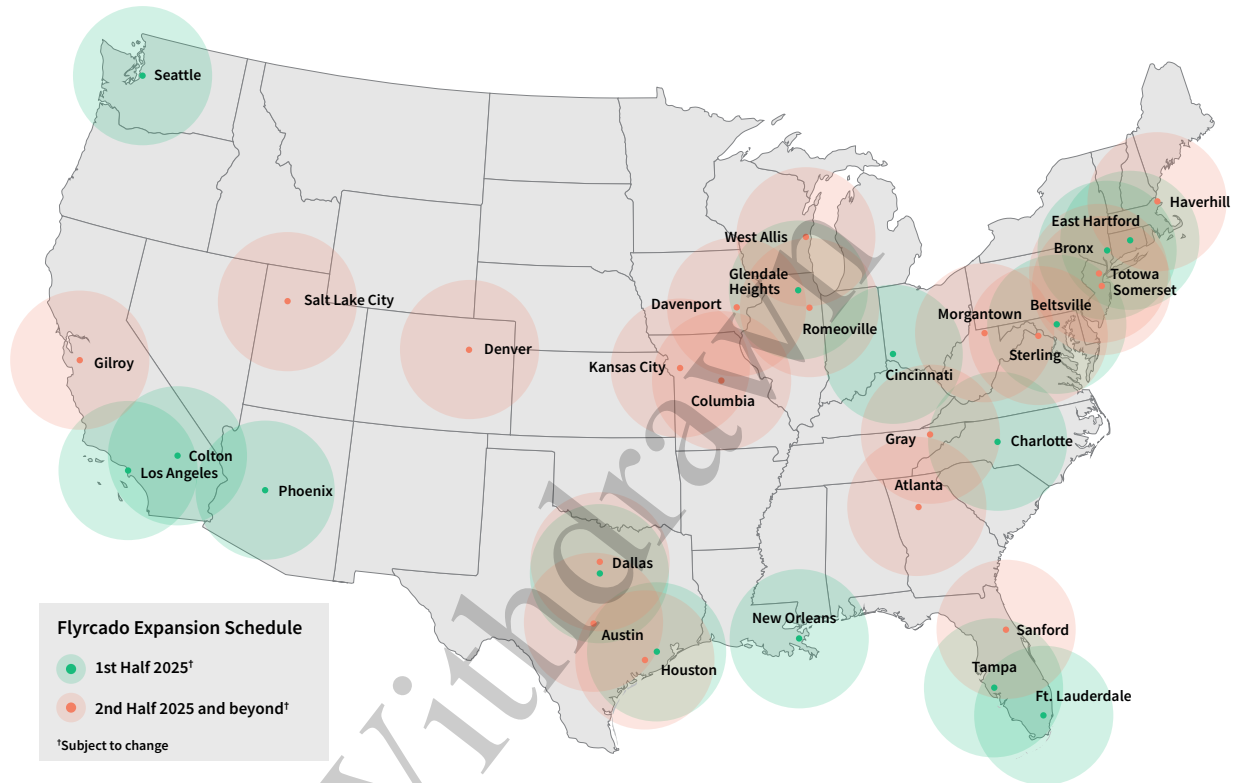 Seattle
Haverhill
East Hartford
West Allis
Bronx
Glendale
Heights
Totowa
Somerset
Salt Lake City
Davenport
Beltsville
Morgantown
Romeoville
Denver
Sterling
Gilroy
Kansas City
Cincinnati
Columbia
Gray
Charlotte
Colton
Los Angeles
Atlanta
Phoenix
Dallas
New Orleans
Austin
Sanford
Houston
Tampa
Ft. Lauderdale
Flyrcado Expansion Schedule
1st Half 2025†
2nd Half 2025 and beyond†
†Subject to change
Withdrawn